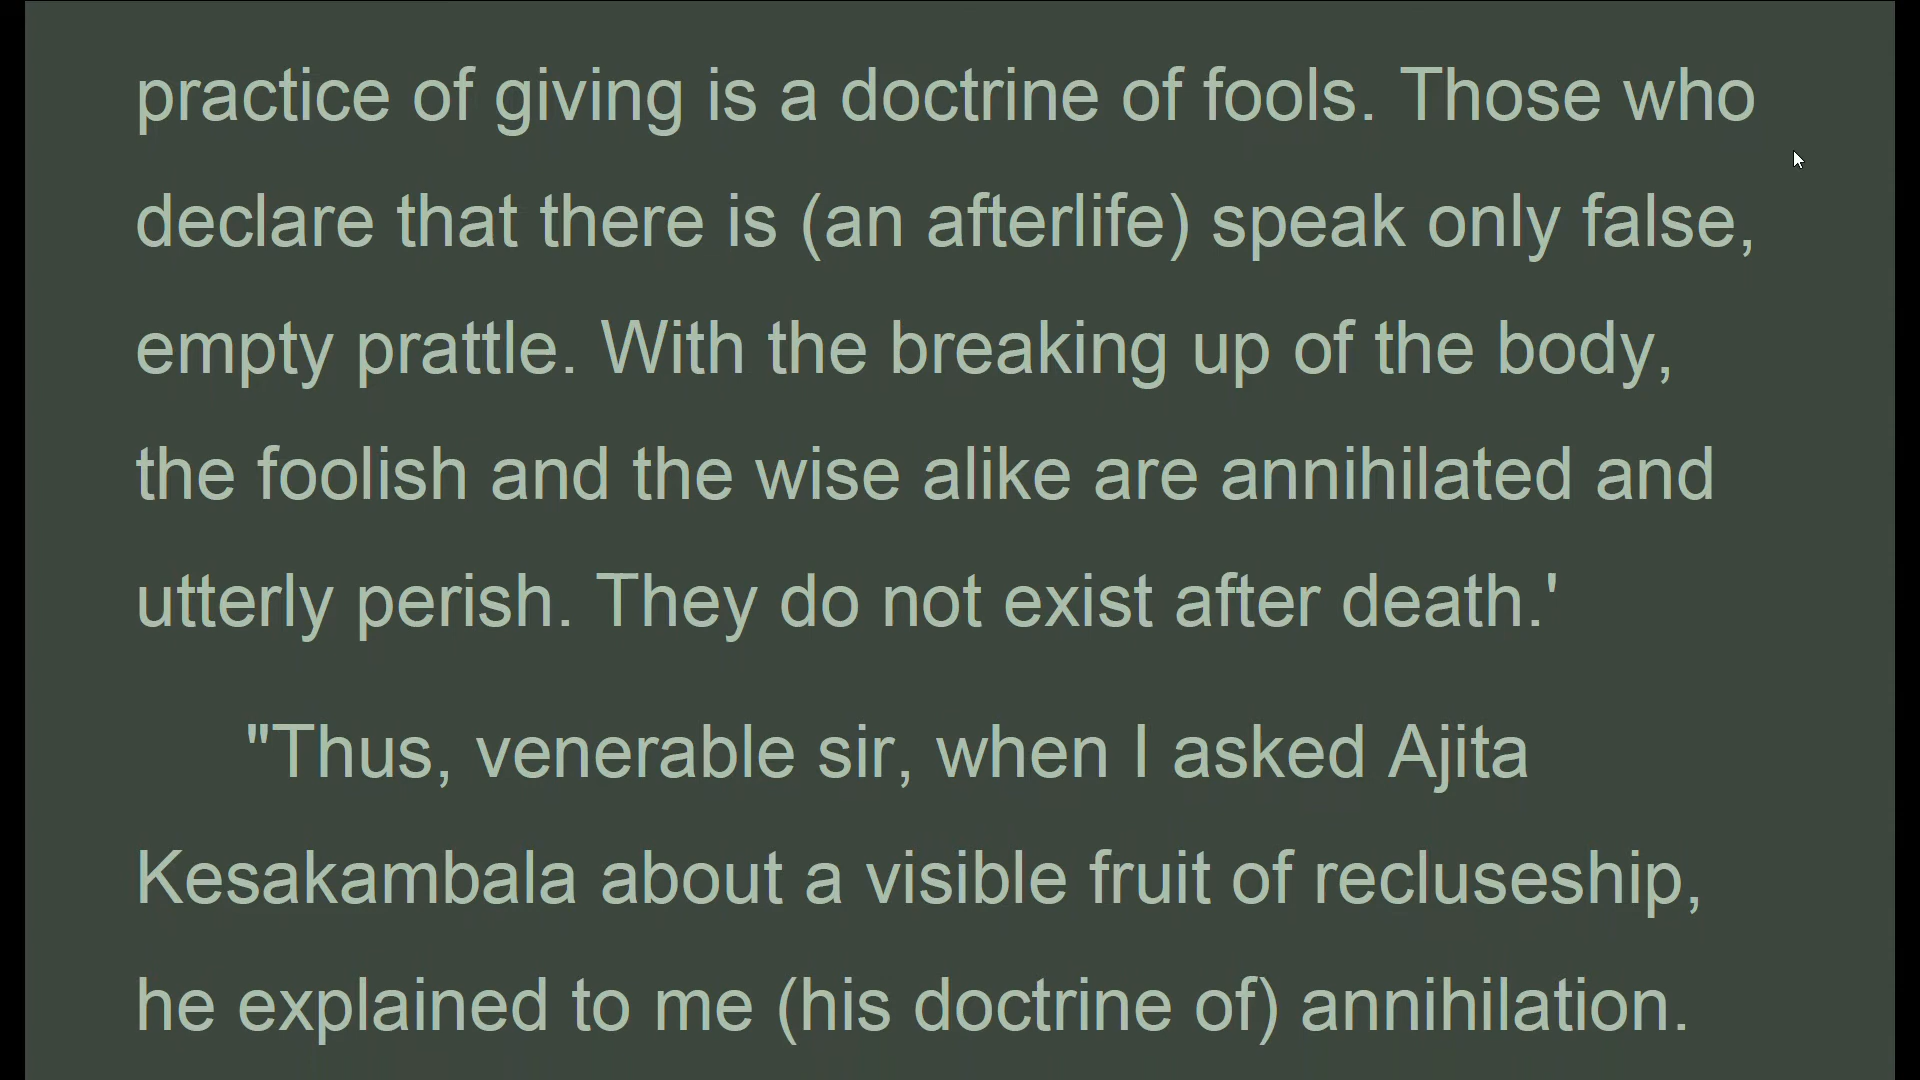 practice of giving is a doctrine of fools. Those who
declare that there is (an afterlife) speak only false,
empty prattle. With the breaking up of the body,
the foolish and the wise alike are annihilated and
utterly perish. They do not exist after death.'
"Thus, venerable sir, when I asked Ajita
Kesakambala about a visible fruit of recluseship,
he explained to me (his doctrine of) annihilation.